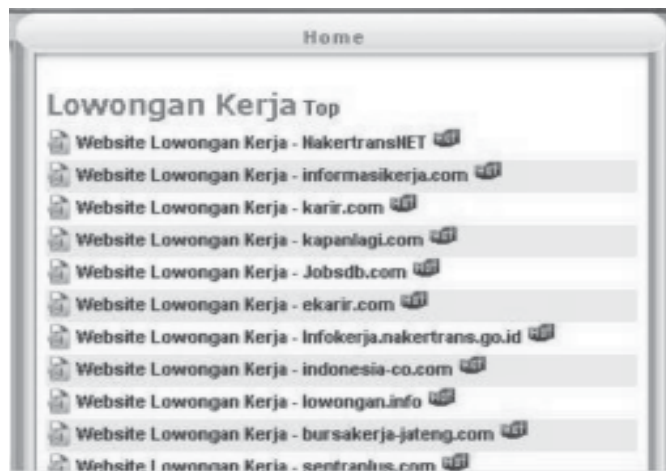 Home
Lowongan Kerja Top
Website Lowongan Kerja - NakertransNET
Website Lowongan Kerja - informasikerja.com
Website Lowongan Kerja - karir.com
Website Lowongan Kerja - kapanlagi.com
Website Lowongan Kerja - Jobsdb.com
Website Lowongan Kerja - ekarir.com
Website Lowongan Kerja - Infokerja.nakertrans.go.id
Website Lowongan Kerja - indonesia-co.com
Website Lowongan Kerja - lowongan.info
Website Lowongan Kerja - bursakerja-jateng.com
Website Lowongan Kerja - sentraplus.com